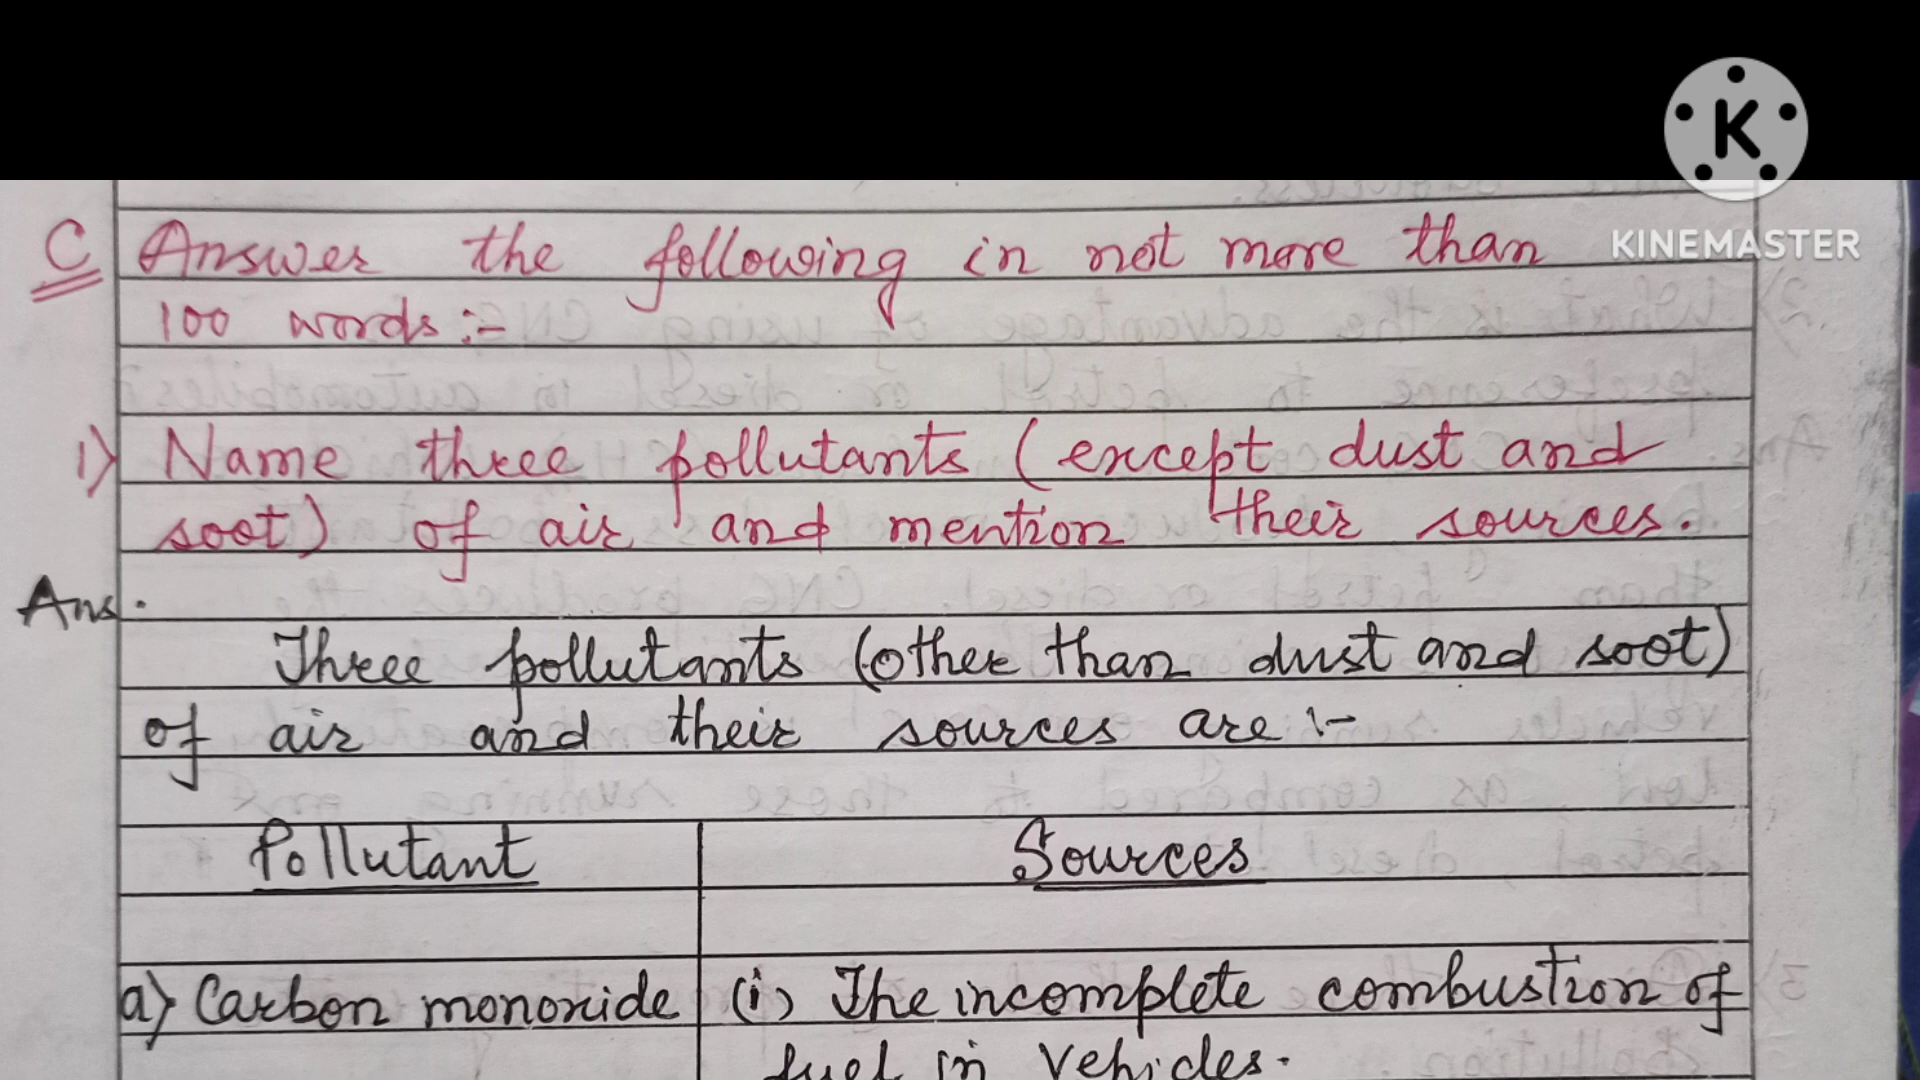 K
KINEMASTER
C Answer the following in not more than
100 words:-
1) Name three pollutants (except dust and
soot) of air and mention their sources.
Ans.
Three pollutants (other than dust and soot)
of air and their sources are :-
Pollutant Sources
a) Carbon monoxide (i) The incomplete combustion of
fuel in vehicles.